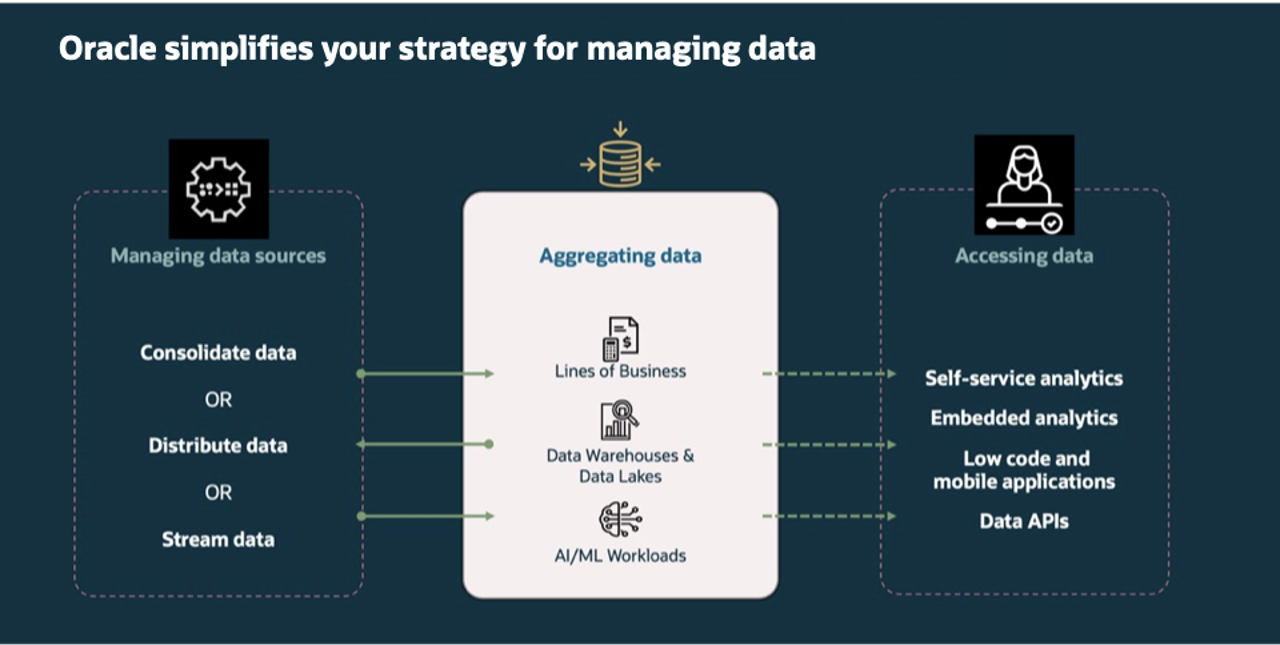 Oracle simplifies your strategy for managing data
Managing data sources
Consolidate data
OR
Distribute data
OR
Stream data
Aggregating data
$
Lines of Business
Data Warehouses &
Data Lakes
AI/ML Workloads
Accessing data
Self-service analytics
Embedded analytics
Low code and
mobile applications
Data APIs